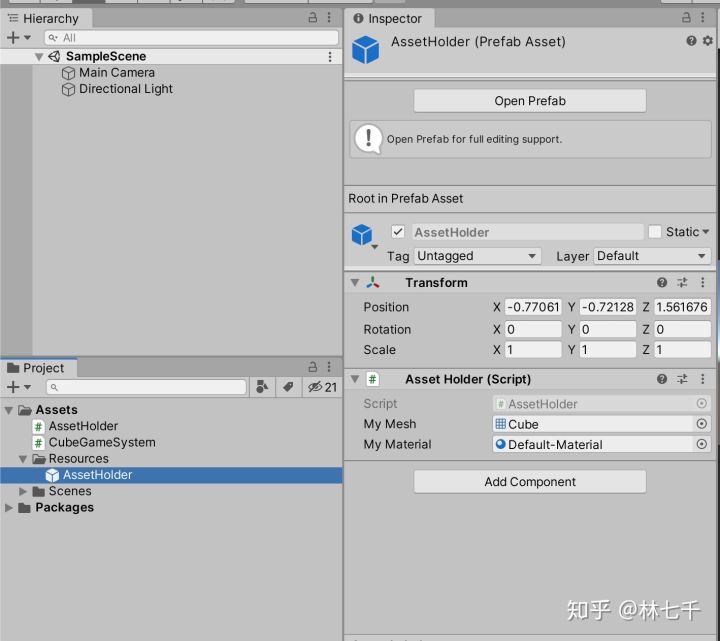 Hierarchy
All
SampleScene
Main Camera
Directional Light
Project
21
Assets
# AssetHolder
# CubeGameSystem
Resources
AssetHolder
Scenes
Packages
Inspector
AssetHolder (Prefab Asset)
Open Prefab
Open Prefab for full editing support.
Root in Prefab Asset
AssetHolder
Static
Tag Untagged Layer Default
Transform
Position X -0.77061 Y -0.72128 Z 1.561676
Rotation X 0 Y 0 Z 0
Scale X 1 Y 1 Z 1
# Asset Holder (Script)
Script # AssetHolder
My Mesh Cube
My Material Default-Material
Add Component
知乎 @林七千